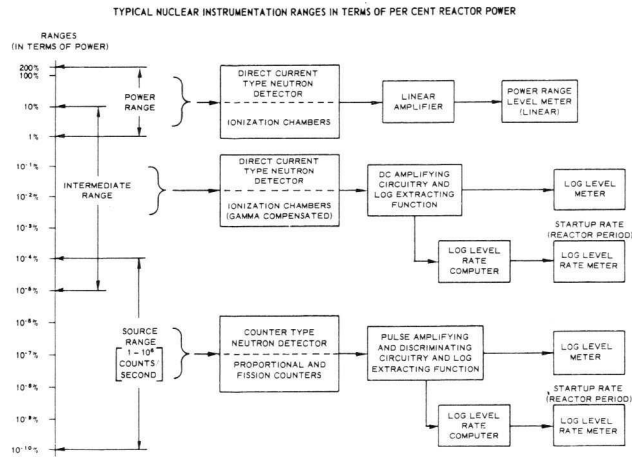 TYPICAL NUCLEAR INSTRUMENTATION RANGES IN TERMS OF PER CENT REACTOR POWER
RANGES
(IN TERMS OF POWER)
200%
100%
10%
1%
10⁻¹%
10⁻²%
10⁻³%
10⁻⁴%
10⁻⁵%
10⁻⁶%
10⁻⁷%
10⁻⁸%
10⁻⁹%
10⁻¹⁰%
POWER
RANGE
DIRECT CURRENT
TYPE NEUTRON
DETECTOR
IONIZATION CHAMBERS
LINEAR
AMPLIFIER
POWER RANGE
LEVEL METER
(LINEAR)
INTERMEDIATE
RANGE
DIRECT CURRENT
TYPE NEUTRON
DETECTOR
IONIZATION CHAMBERS
(GAMMA COMPENSATED)
DC AMPLIFYING
CIRCUITRY AND
LOG EXTRACTING
FUNCTION
LOG LEVEL
METER
LOG LEVEL
RATE
COMPUTER
STARTUP RATE
(REACTOR PERIOD)
LOG LEVEL
RATE METER
SOURCE
RANGE
1-10⁶
COUNTS/
SECOND
COUNTER TYPE
NEUTRON DETECTOR
PROPORTIONAL AND
FISSION COUNTERS
PULSE AMPLIFYING
AND DISCRIMINATING
CIRCUITRY AND LOG
EXTRACTING FUNCTION
LOG LEVEL
METER
LOG LEVEL
RATE
COMPUTER
STARTUP RATE
(REACTOR PERIOD)
LOG LEVEL
RATE METER